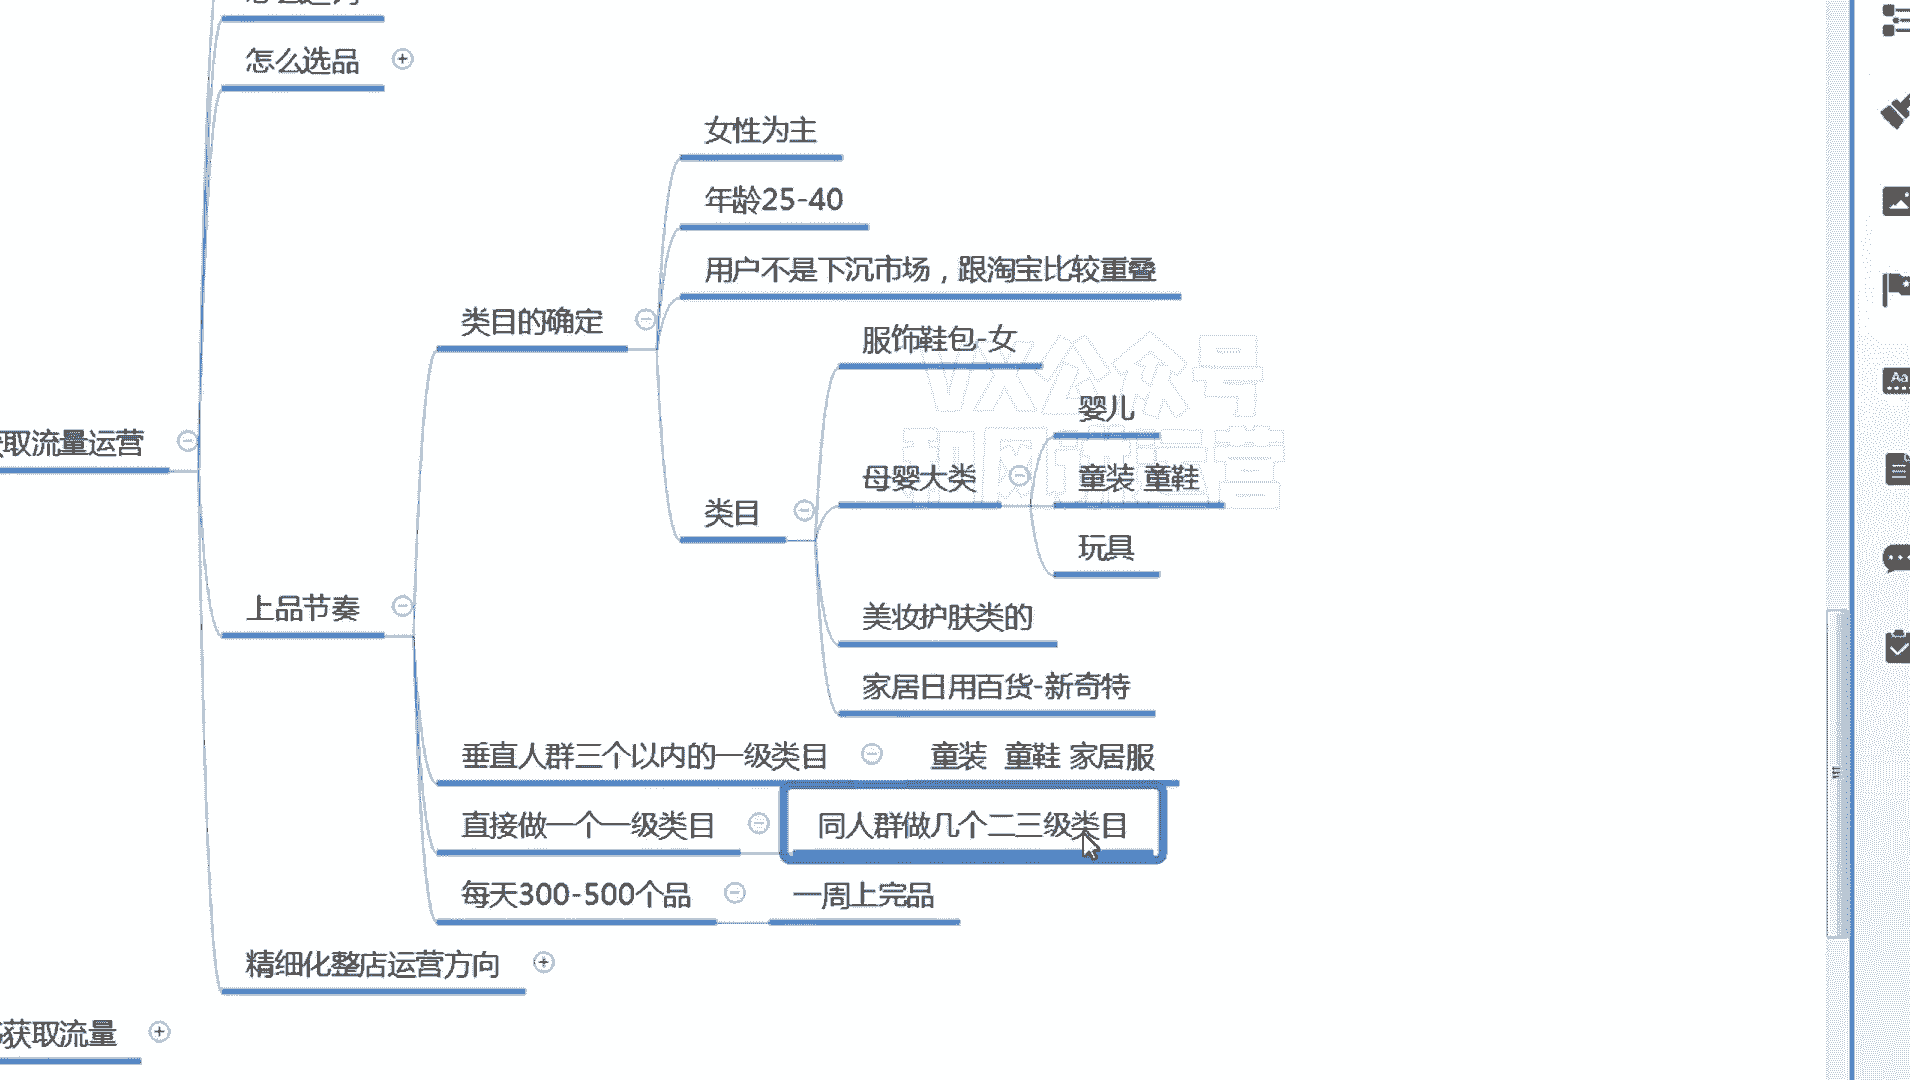 怎么选品
女性为主
年龄25-40
用户不是下沉市场，跟淘宝比较重叠
类目的确定
服饰鞋包-女
VX公众号
婴儿
取流量运营
母婴大类
童装 童鞋
类目
玩具
上品节奏
美妆护肤类的
家居日用百货-新奇特
垂直人群三个以内的一级类目
童装 童鞋 家居服
直接做一个一级类目
同人群做几个二三级类目
每天300-500个品
一周上完品
精细化整店运营方向
获取流量
Aa